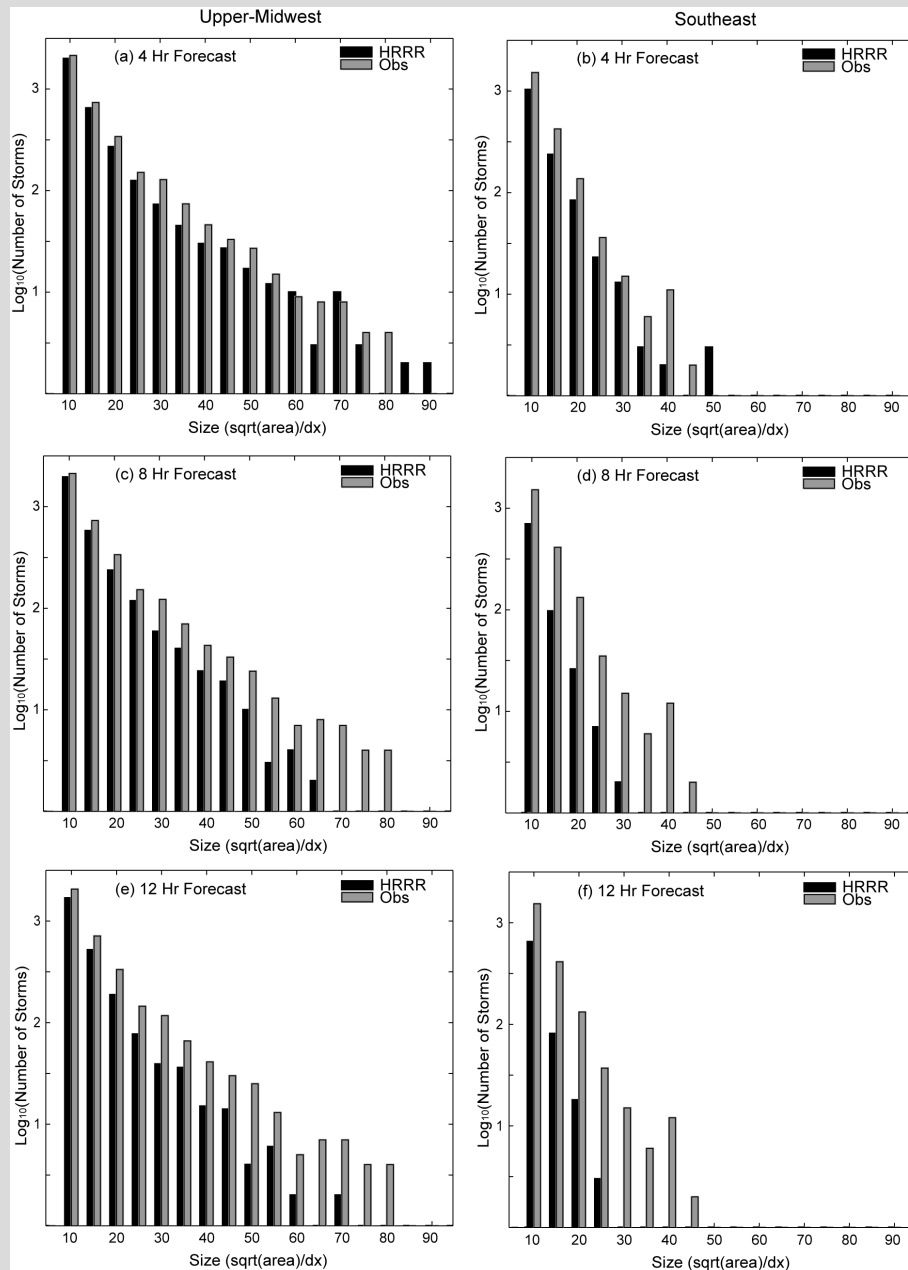 Upper-Midwest
Southeast
(a) 4 Hr Forecast
HRRR
Obs
3
2
1
Log₁₀(Number of Storms)
10 20 30 40 50 60 70 80 90
Size (sqrt(area)/dx)
(b) 4 Hr Forecast
HRRR
Obs
3
2
1
Log₁₀(Number of Storms)
10 20 30 40 50 60 70 80 90
Size (sqrt(area)/dx)
(c) 8 Hr Forecast
HRRR
Obs
3
2
1
Log₁₀(Number of Storms)
10 20 30 40 50 60 70 80 90
Size (sqrt(area)/dx)
(d) 8 Hr Forecast
HRRR
Obs
3
2
1
Log₁₀(Number of Storms)
10 20 30 40 50 60 70 80 90
Size (sqrt(area)/dx)
(e) 12 Hr Forecast
HRRR
Obs
3
2
1
Log₁₀(Number of Storms)
10 20 30 40 50 60 70 80 90
Size (sqrt(area)/dx)
(f) 12 Hr Forecast
HRRR
Obs
3
2
1
Log₁₀(Number of Storms)
10 20 30 40 50 60 70 80 90
Size (sqrt(area)/dx)